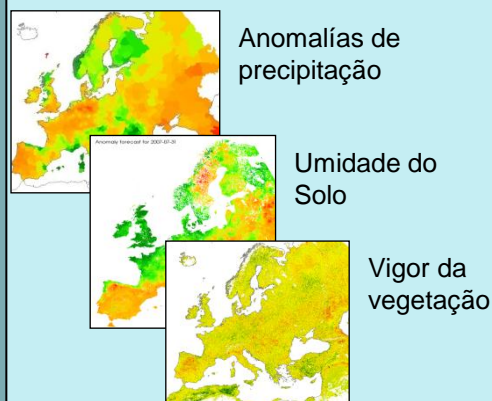 Anomalías de
precipitação
Anomaly forecast for 2007-07-31
Umidade do
Solo
Vigor da
vegetação